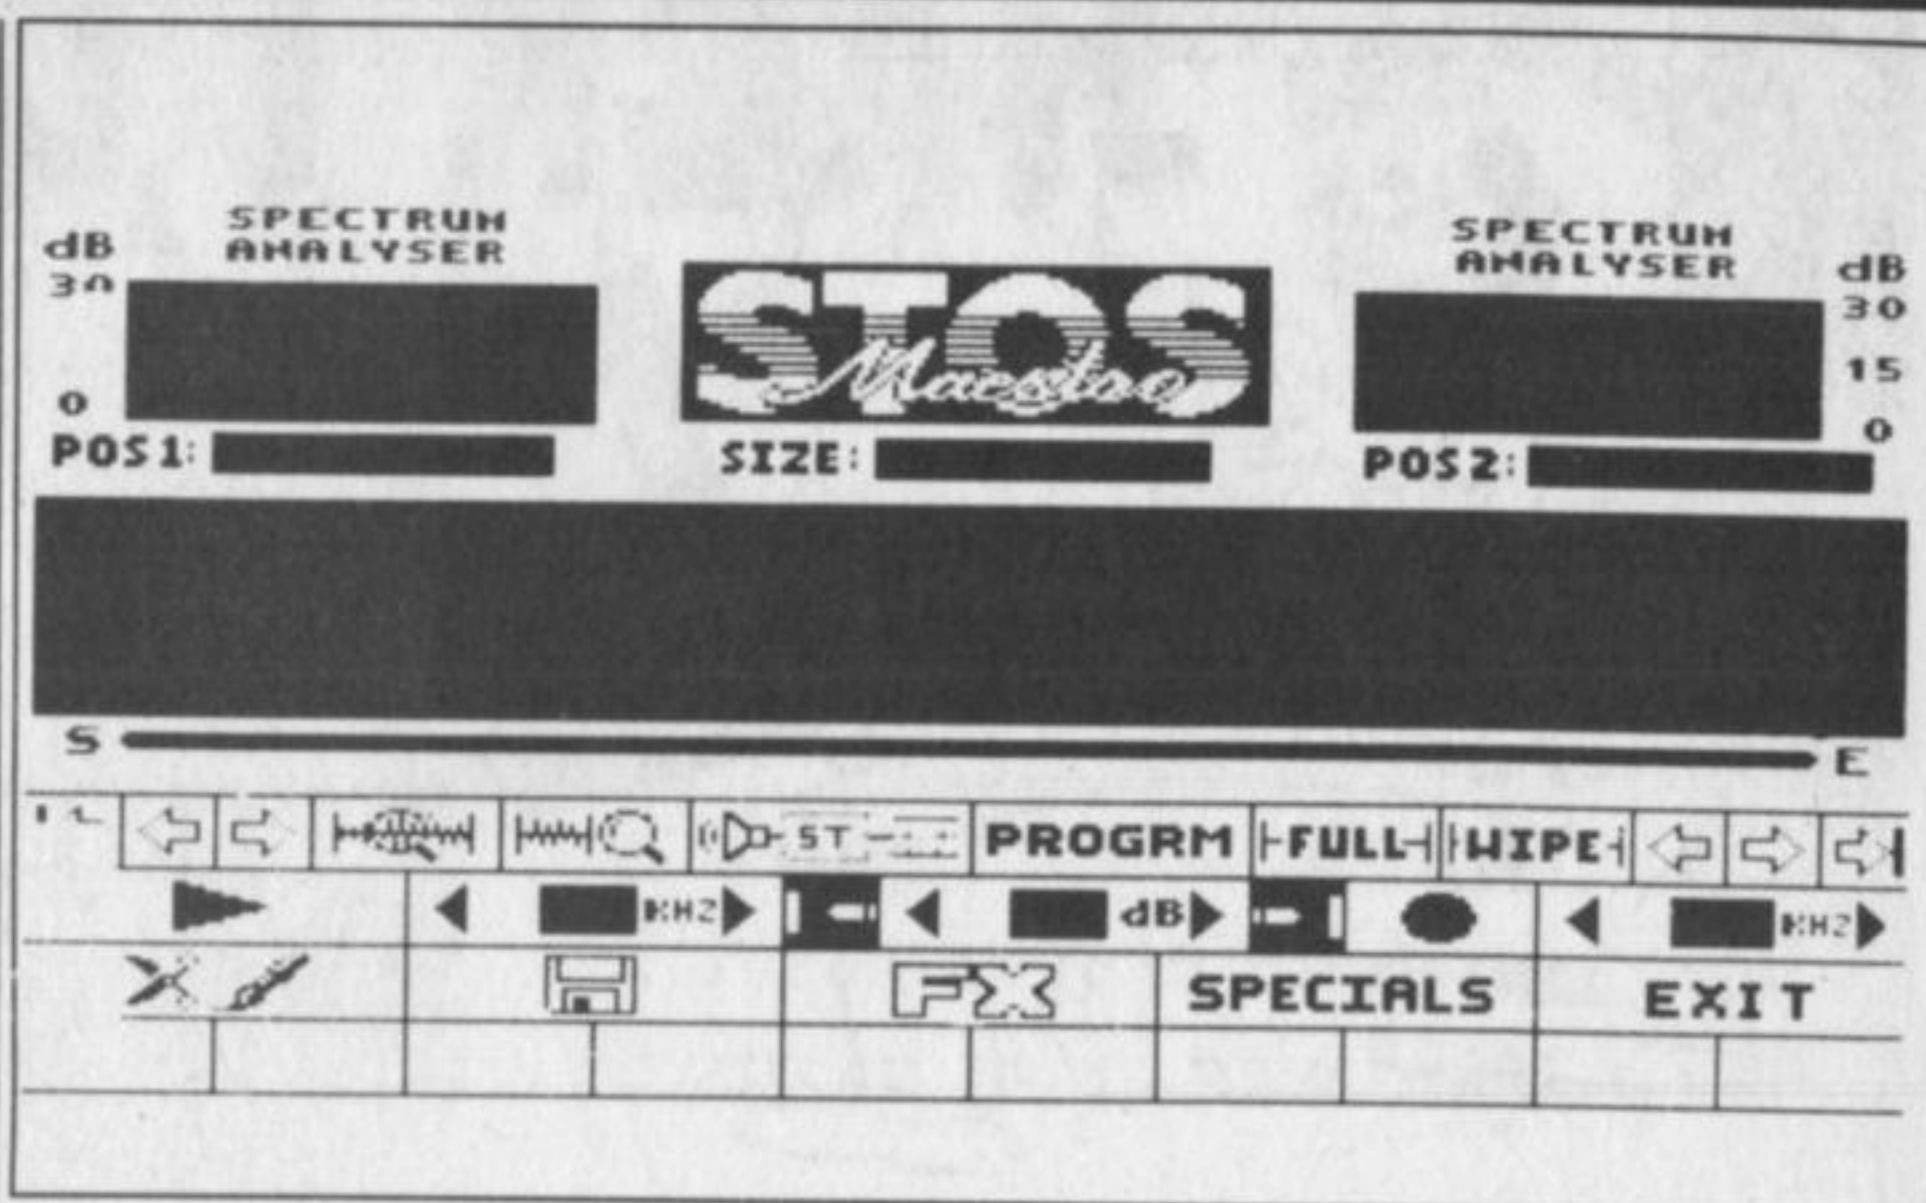 SPECTRUM
ANALYSER
dB
30
0
STOS
Maestro
SPECTRUM
ANALYSER
dB
30
15
0
POS1:
SIZE:
POS2:
S
E
ST
PROGRM
FULL
WIPE
KHZ
dB
KHZ
FX
SPECIALS
EXIT